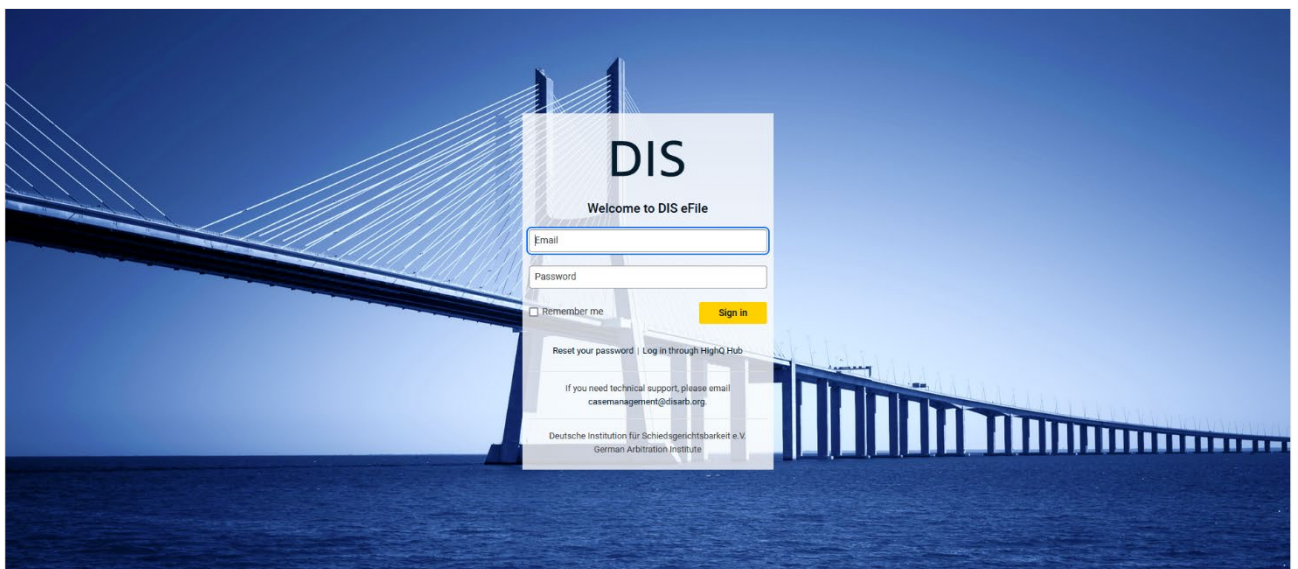 DIS
Welcome to DIS eFile
Email
Password
Remember me
Sign in
Reset your password | Log in through HighQ Hub
If you need technical support, please email
casemanagement@disarb.org.
Deutsche Institution für Schiedsgerichtsbarkeit e.V.
German Arbitration Institute